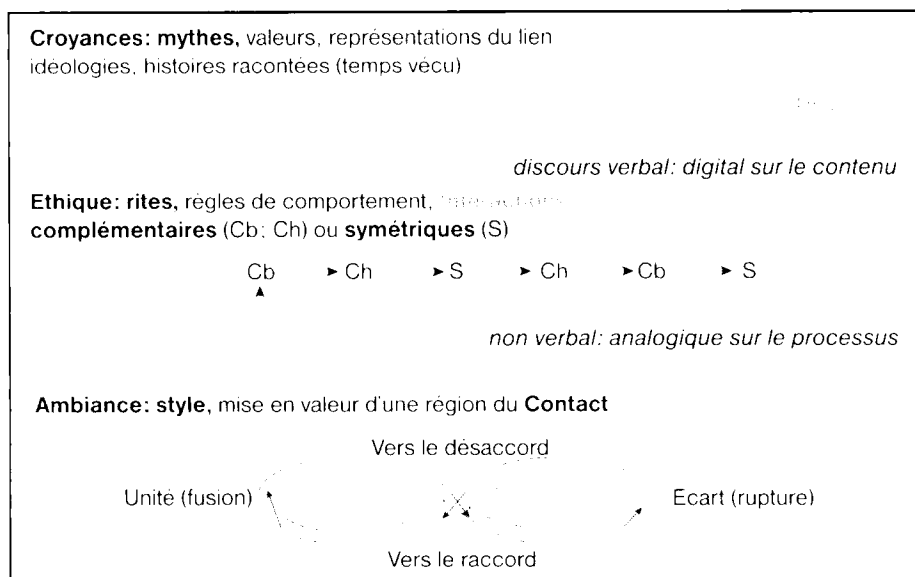 Croyances: mythes, valeurs, représentations du lien
idéologies, histoires racontées (temps vécu)
discours verbal: digital sur le contenu
Ethique: rites, règles de comportement, interactions
complémentaires (Cb; Ch) ou symétriques (S)
Cb ► Ch ► S ► Ch ► Cb ► S
non verbal: analogique sur le processus
Ambiance: style, mise en valeur d'une région du Contact
Vers le désaccord
Unité (fusion) Ecart (rupture)
Vers le raccord